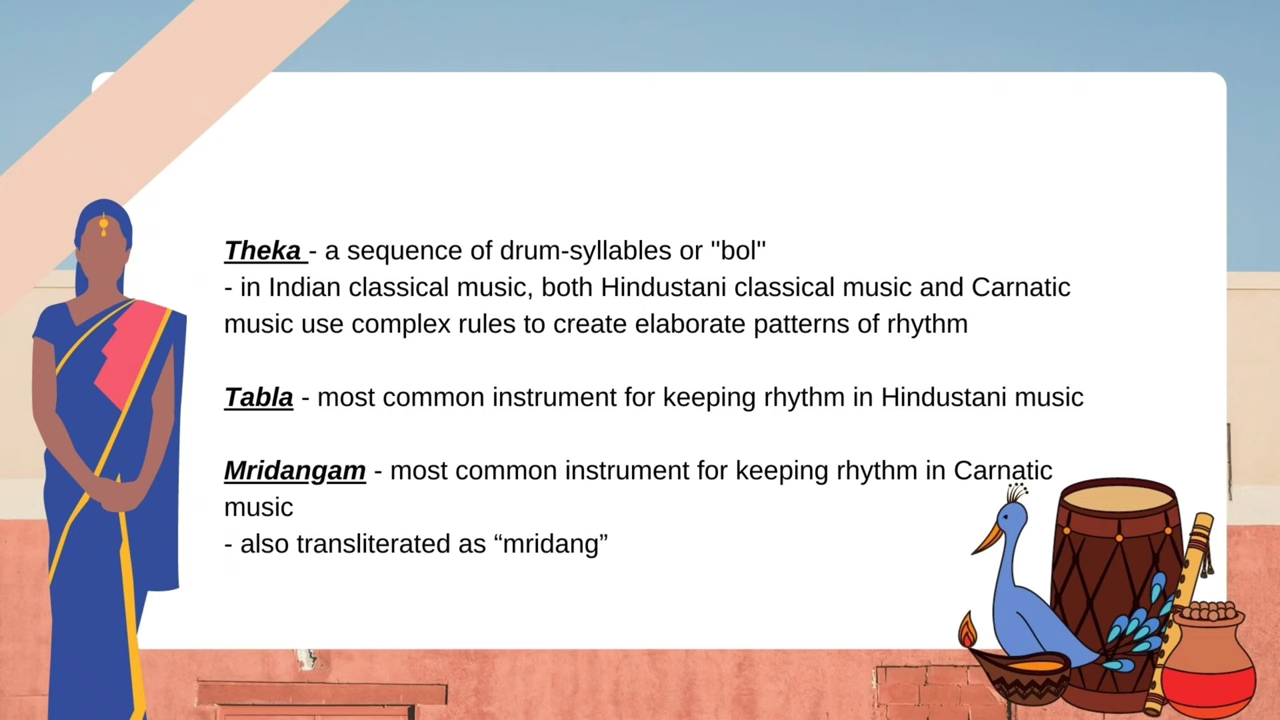 Theka - a sequence of drum-syllables or "bol"
- in Indian classical music, both Hindustani classical music and Carnatic
music use complex rules to create elaborate patterns of rhythm
Tabla - most common instrument for keeping rhythm in Hindustani music
Mridangam - most common instrument for keeping rhythm in Carnatic
music
- also transliterated as “mridang”